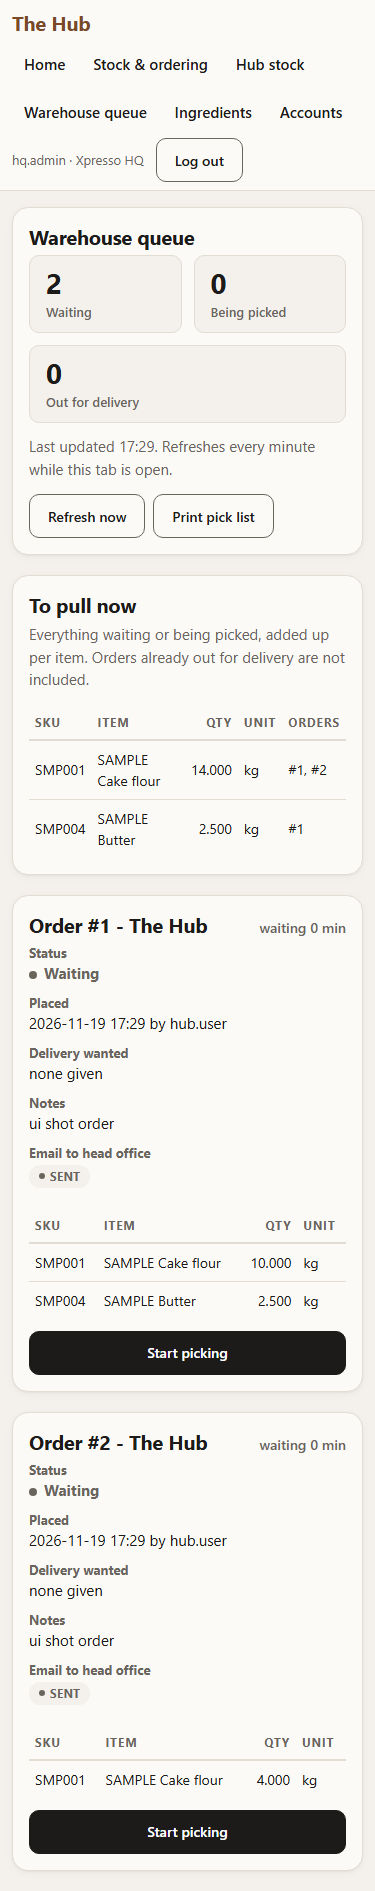 The Hub
Home Stock & ordering Hub stock
Warehouse queue Ingredients Accounts
hq.admin · Xpresso HQ Log out
Warehouse queue
2 0
Waiting Being picked
0
Out for delivery
Last updated 17:29. Refreshes every minute
while this tab is open.
Refresh now Print pick list
To pull now
Everything waiting or being picked, added up
per item. Orders already out for delivery are not
included.
SKU ITEM QTY UNIT ORDERS
SMP001 SAMPLE Cake flour 14.000 kg #1, #2
SMP004 SAMPLE Butter 2.500 kg #1
Order #1 - The Hub waiting 0 min
Status
Waiting
Placed
2026-11-19 17:29 by hub.user
Delivery wanted
none given
Notes
ui shot order
Email to head office
SENT
SKU ITEM QTY UNIT
SMP001 SAMPLE Cake flour 10.000 kg
SMP004 SAMPLE Butter 2.500 kg
Start picking
Order #2 - The Hub waiting 0 min
Status
Waiting
Placed
2026-11-19 17:29 by hub.user
Delivery wanted
none given
Notes
ui shot order
Email to head office
SENT
SKU ITEM QTY UNIT
SMP001 SAMPLE Cake flour 4.000 kg
Start picking